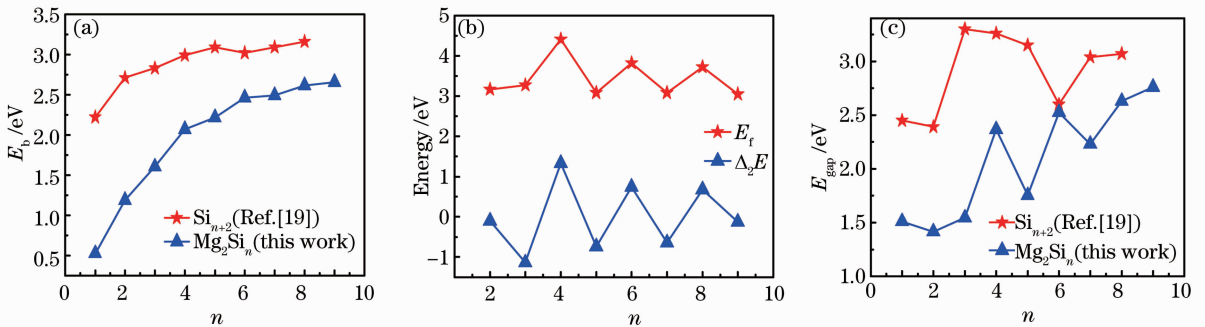 (a)
3.5
3.0
2.5
2.0
1.5
1.0
0.5
E_b /eV
Si_{n+2}(Ref.[19])
Mg_2Si_n(this work)
0 2 4 6 8 10
n
(b)
5
4
3
2
1
0
−1
Energy /eV
E_f
Δ_2E
2 4 6 8 10
n
(c)
3.0
2.5
2.0
1.5
1.0
E_gap /eV
Si_{n+2}(Ref.[19])
Mg_2Si_n(this work)
0 2 4 6 8 10
n